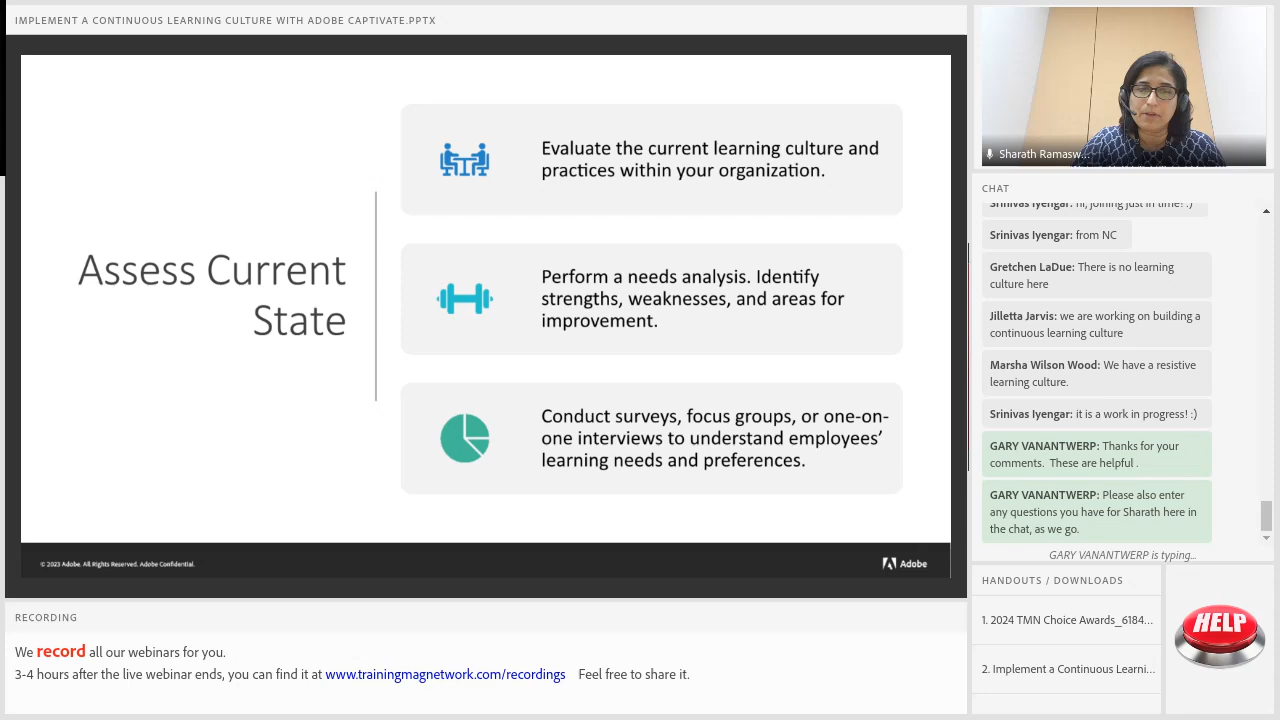 IMPLEMENT A CONTINUOUS LEARNING CULTURE WITH ADOBE CAPTIVATE.PPTX
Assess Current
State
Evaluate the current learning culture and
practices within your organization.
Perform a needs analysis. Identify
strengths, weaknesses, and areas for
improvement.
Conduct surveys, focus groups, or one-on-
one interviews to understand employees’
learning needs and preferences.
© 2023 Adobe. All Rights Reserved. Adobe Confidential.
Adobe
RECORDING
We record all our webinars for you.
3-4 hours after the live webinar ends, you can find it at www.trainingmagnetwork.com/recordings Feel free to share it.
Sharath Ramasw...
CHAT
Srinivas Iyengar: hi, joining just in time! :)
Srinivas Iyengar: from NC
Gretchen LaDue: There is no learning
culture here
Jilletta Jarvis: we are working on building a
continuous learning culture
Marsha Wilson Wood: We have a resistive
learning culture.
Srinivas Iyengar: it is a work in progress! :)
GARY VANANTWERP: Thanks for your
comments. These are helpful .
GARY VANANTWERP: Please also enter
any questions you have for Sharath here in
the chat, as we go.
GARY VANANTWERP is typing...
HANDOUTS / DOWNLOADS
1. 2024 TMN Choice Awards_6184...
2. Implement a Continuous Learni...
HELP